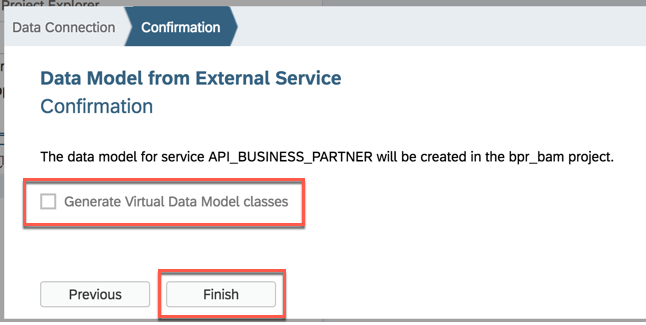 Project Explorer
Data Connection
Confirmation
Data Model from External Service
Confirmation
The data model for service API_BUSINESS_PARTNER will be created in the bpr_bam project.
Generate Virtual Data Model classes
Previous
Finish